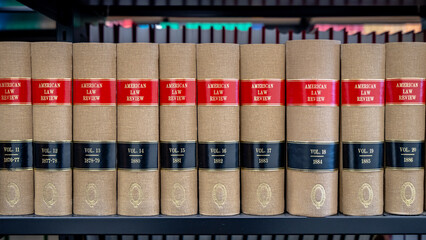 AMERICAN
LAW
REVIEW
VOL. 11
1876-77
AMERICAN
LAW
REVIEW
VOL. 12
1877-78
AMERICAN
LAW
REVIEW
VOL. 13
1878-79
AMERICAN
LAW
REVIEW
VOL. 14
1880
AMERICAN
LAW
REVIEW
VOL. 15
1881
AMERICAN
LAW
REVIEW
VOL. 16
1882
AMERICAN
LAW
REVIEW
VOL. 17
1883
AMERICAN
LAW
REVIEW
VOL. 18
1884
AMERICAN
LAW
REVIEW
VOL. 19
1885
AMERICAN
LAW
REVIEW
VOL. 20
1886